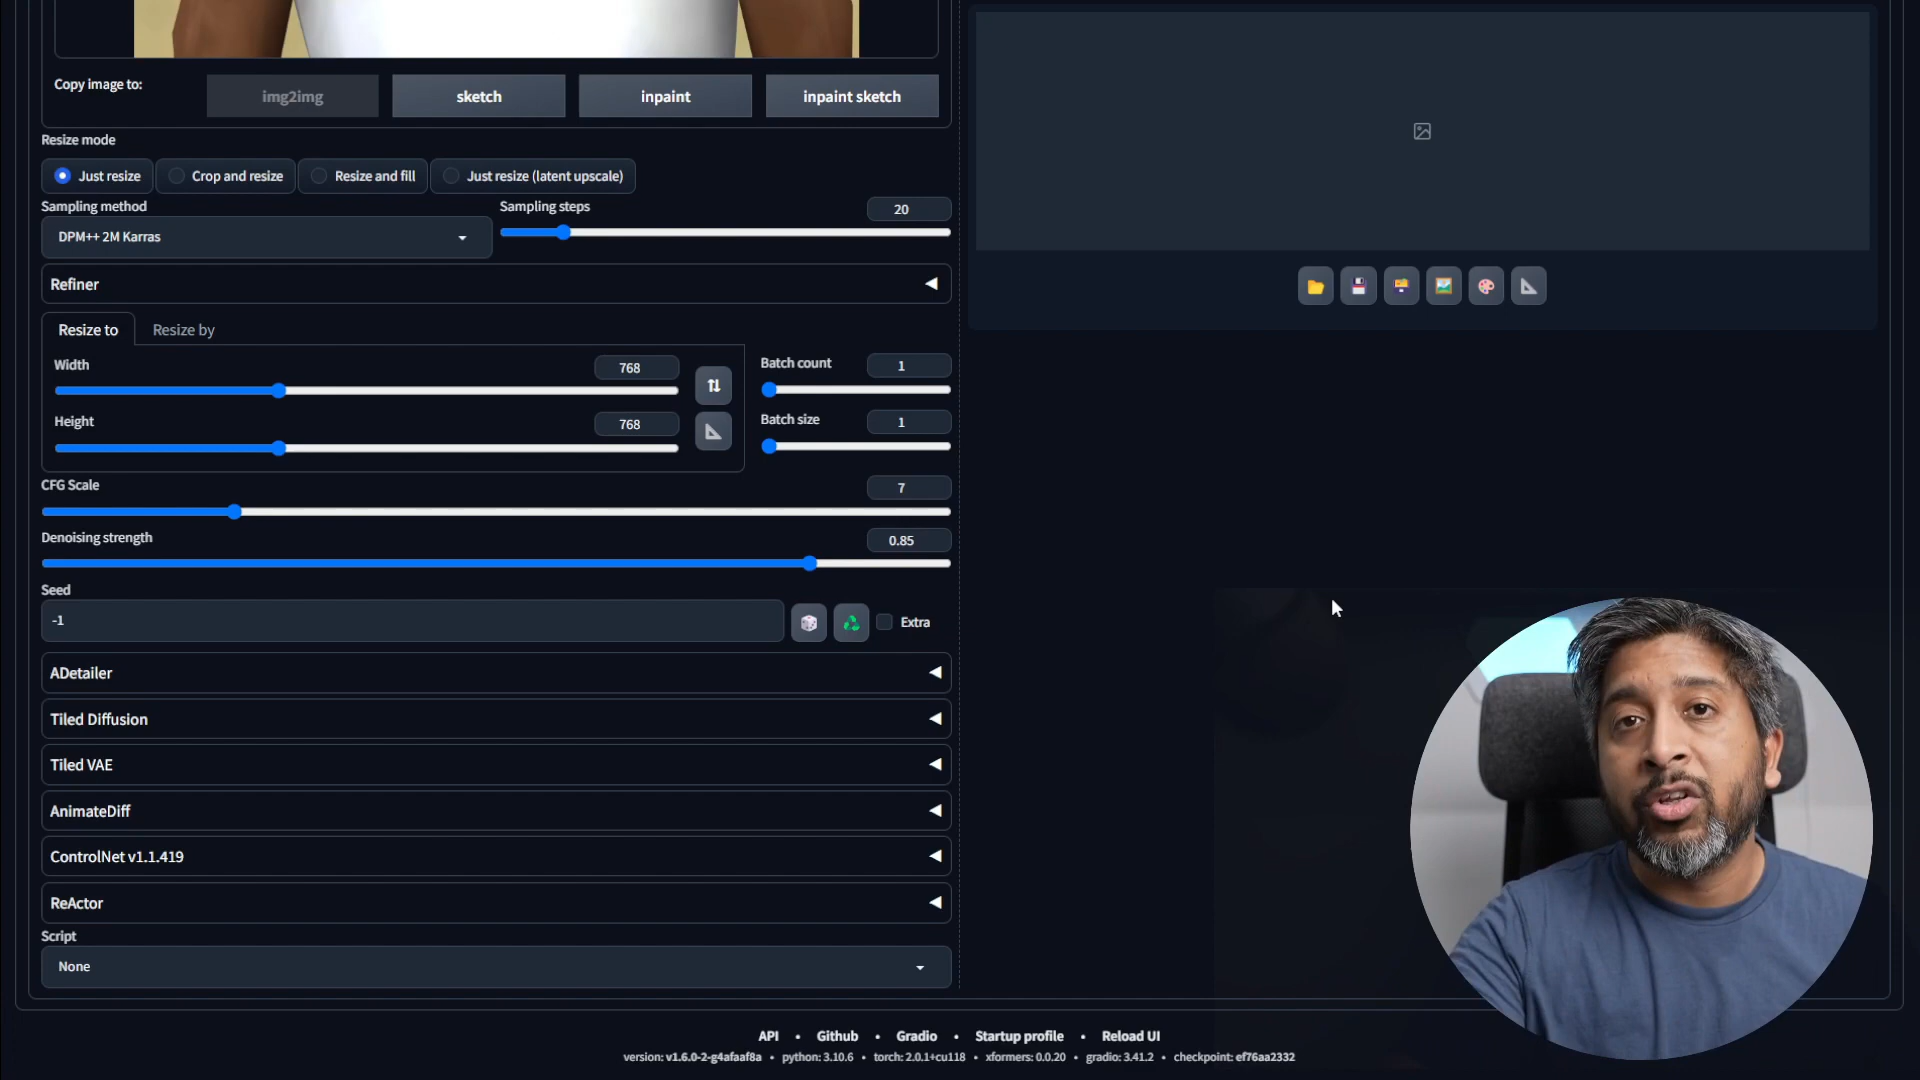 Copy image to:
img2img
sketch
inpaint
inpaint sketch
Resize mode
Just resize
Crop and resize
Resize and fill
Just resize (latent upscale)
Sampling method
DPM++ 2M Karras
Sampling steps
20
Refiner
Resize to
Resize by
Width
768
Height
768
Batch count
1
Batch size
1
CFG Scale
7
Denoising strength
0.85
Seed
-1
Extra
ADetailer
Tiled Diffusion
Tiled VAE
AnimateDiff
ControlNet v1.1.419
ReActor
Script
None
API • Github • Gradio • Startup profile • Reload UI
version: v1.6.0-2-g4afaaf8a • python: 3.10.6 • torch: 2.0.1+cu118 • xformers: 0.0.20 • gradio: 3.41.2 • checkpoint: ef76aa2332